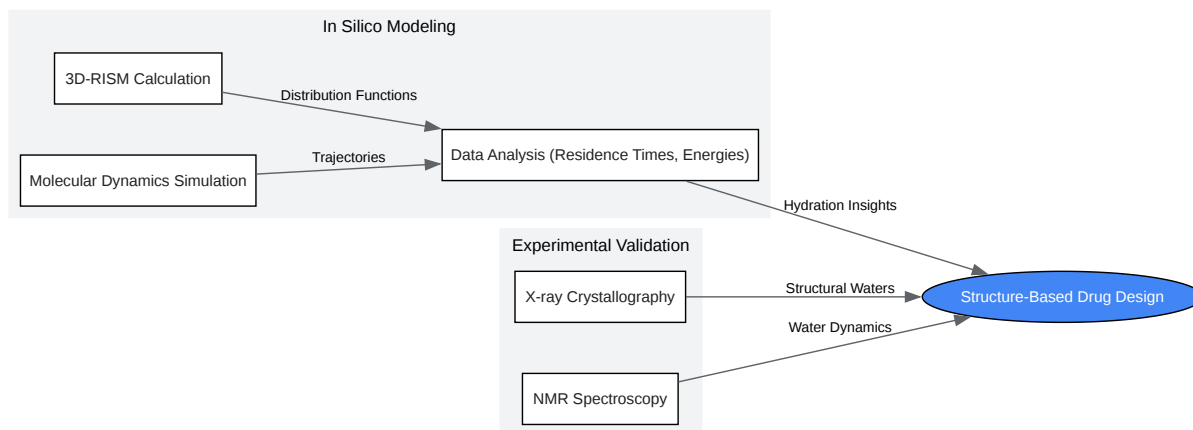 In Silico Modeling
3D-RISM Calculation
Distribution Functions
Molecular Dynamics Simulation
Trajectories
Data Analysis (Residence Times, Energies)
Hydration Insights
Experimental Validation
X-ray Crystallography
Structural Waters
Structure-Based Drug Design
Water Dynamics
NMR Spectroscopy